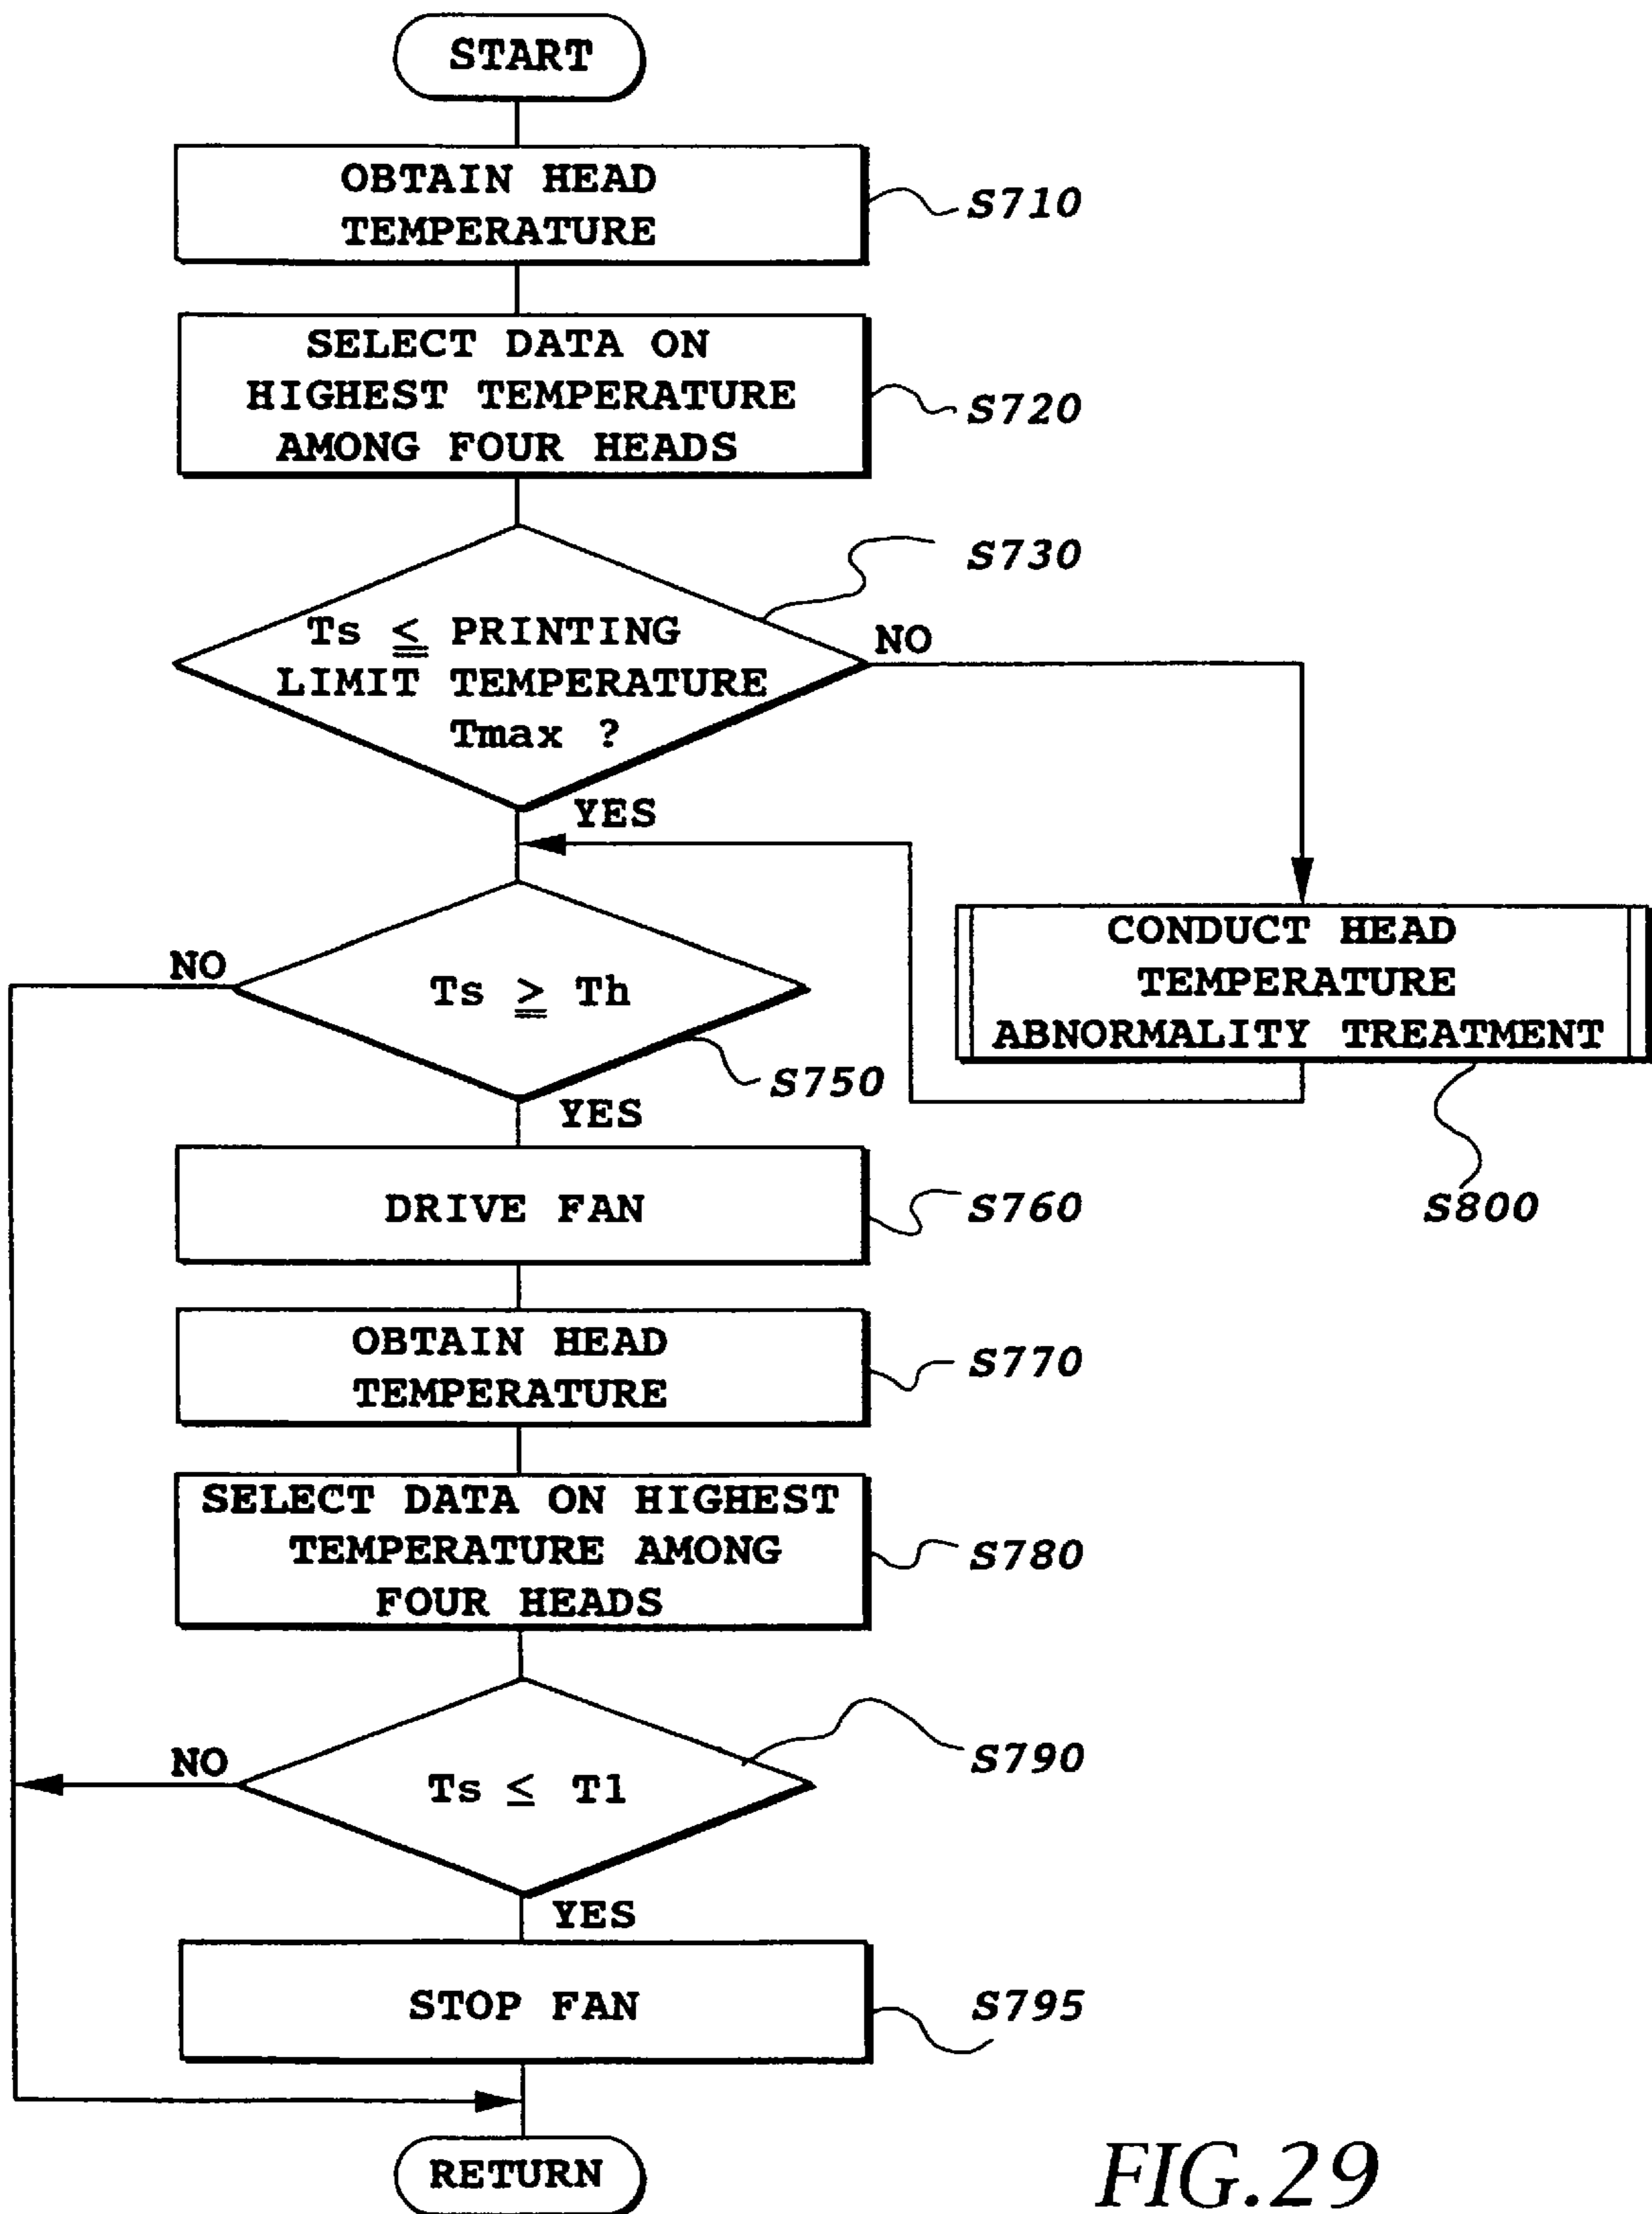 START
OBTAIN HEAD
TEMPERATURE
S710
SELECT DATA ON
HIGHEST TEMPERATURE
AMONG FOUR HEADS
S720
S730
Ts ≦ PRINTING
LIMIT TEMPERATURE
Tmax ?
NO
YES
CONDUCT HEAD
TEMPERATURE
ABNORMALITY TREATMENT
S800
NO
Ts ≧ Th
S750
YES
DRIVE FAN
S760
OBTAIN HEAD
TEMPERATURE
S770
SELECT DATA ON HIGHEST
TEMPERATURE AMONG
FOUR HEADS
S780
NO
Ts ≤ Tl
S790
YES
STOP FAN
S795
RETURN
FIG.29